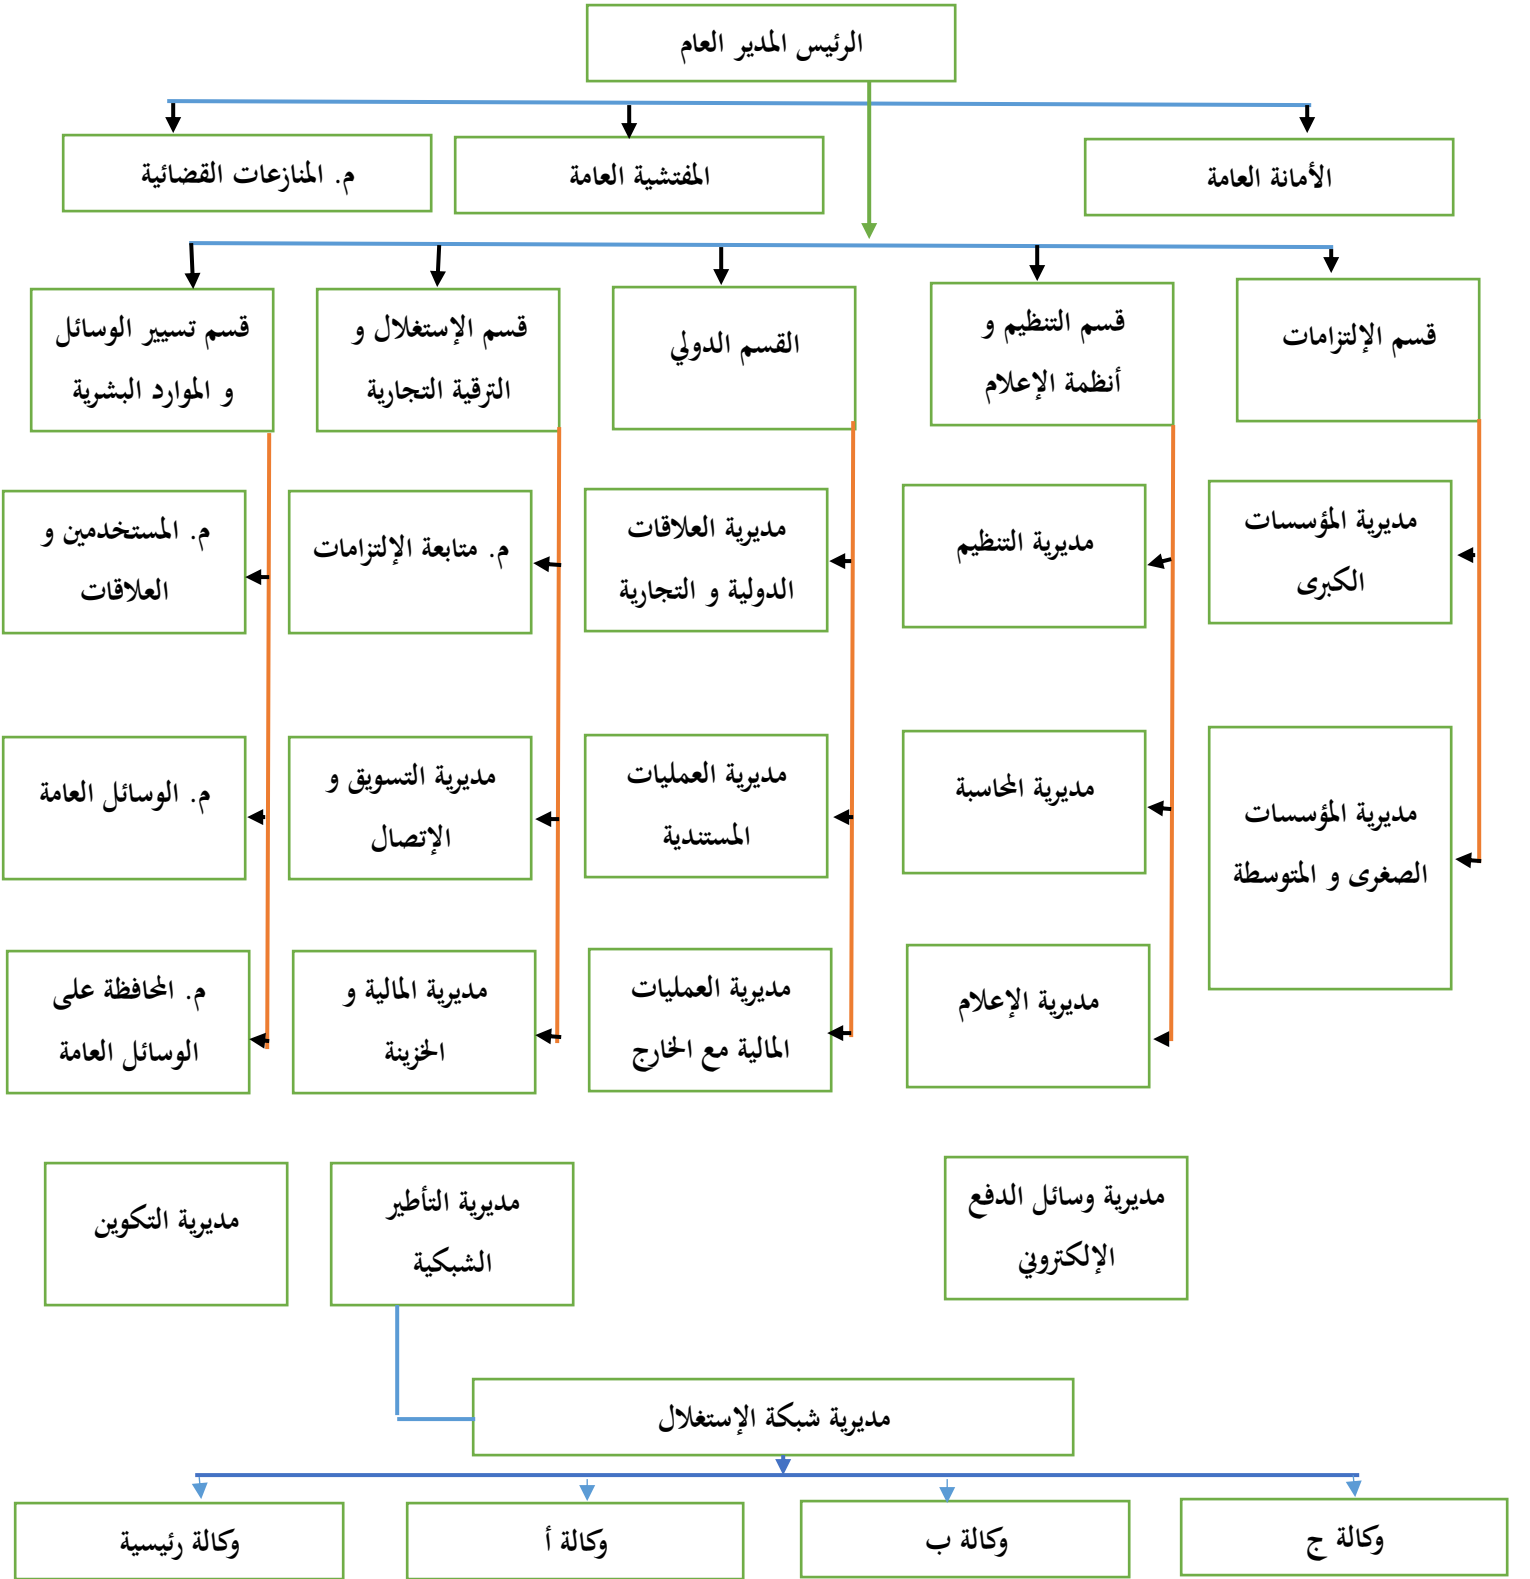 الرئيس المدير العام
الأمانة العامة
المفتشية العامة
م. المنازعات القضائية
قسم الإلتزامات
قسم التنظيم و
أنظمة الإعلام
القسم الدولي
قسم الإستغلال و
الترقية التجارية
قسم تسيير الوسائل
و الموارد البشرية
مديرية المؤسسات
الكبرى
مديرية التنظيم
مديرية العلاقات
الدولية و التجارية
م. متابعة الإلتزامات
م. المستخدمين و
العلاقات
مديرية المؤسسات
الصغرى و المتوسطة
مديرية المحاسبة
مديرية العمليات
المستندية
مديرية التسويق و
الإتصال
م. الوسائل العامة
مديرية الإعلام
مديرية العمليات
المالية مع الخارج
مديرية المالية و
الخزينة
م. المحافظة على
الوسائل العامة
مديرية وسائل الدفع
الإلكتروني
مديرية التأطير
الشبكية
مديرية التكوين
مديرية شبكة الإستغلال
وكالة ج
وكالة ب
وكالة أ
وكالة رئيسية